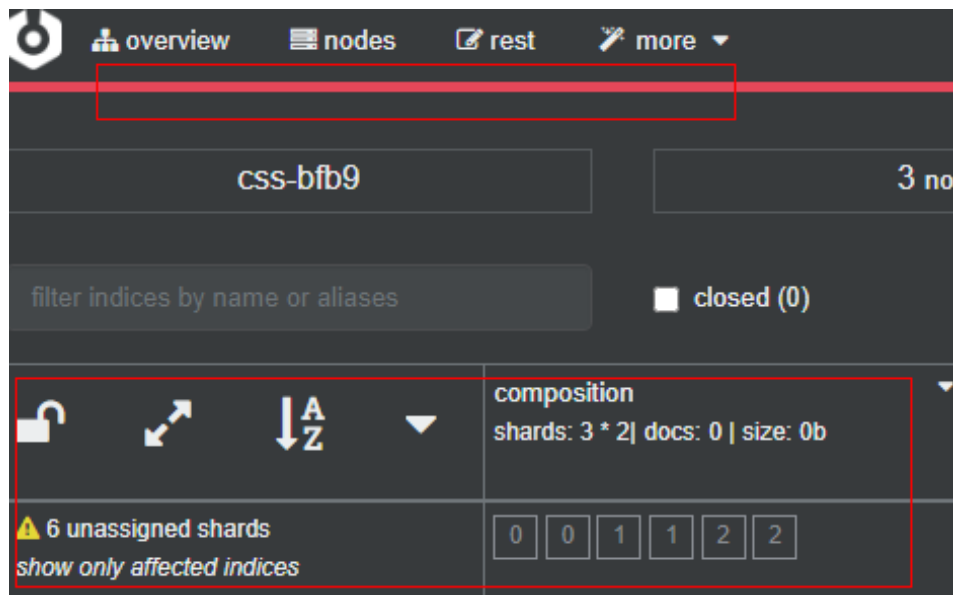 overview nodes rest more
css-bfb9 3 no
filter indices by name or aliases closed (0)
A
Z
composition
shards: 3 * 2| docs: 0 | size: 0b
6 unassigned shards
show only affected indices
0 0 1 1 2 2